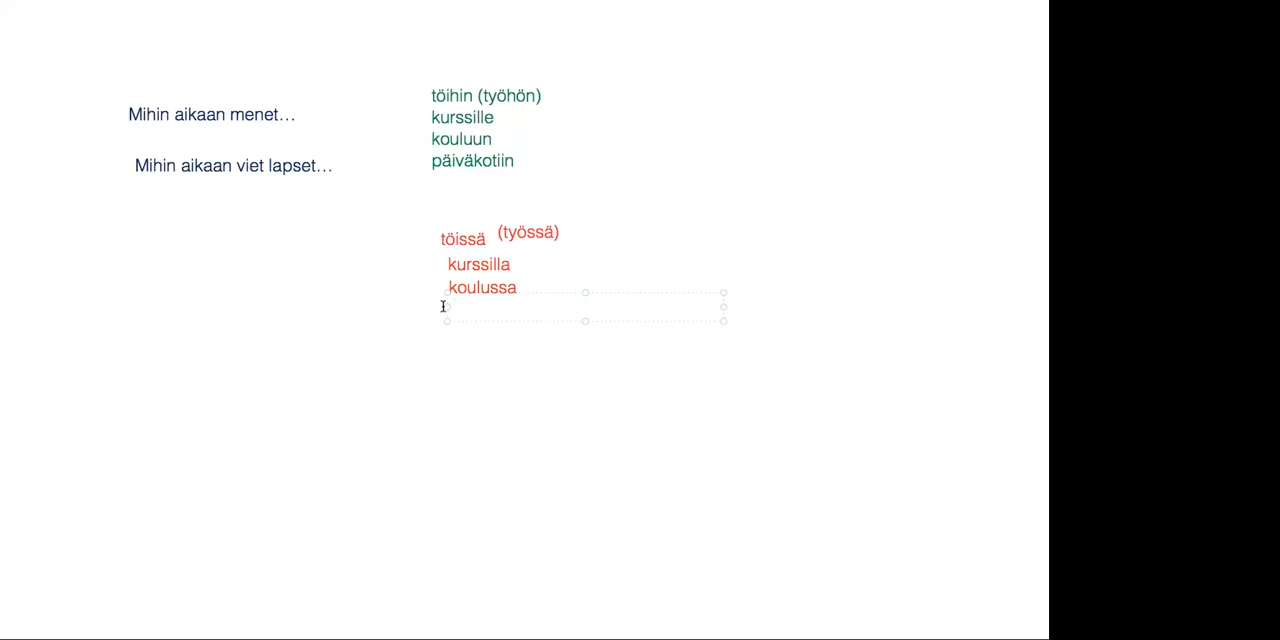 Mihin aikaan menet...
Mihin aikaan viet lapset...
töihin (työhön)
kurssille
kouluun
päiväkotiin
töissä (työssä)
kurssilla
koulussa